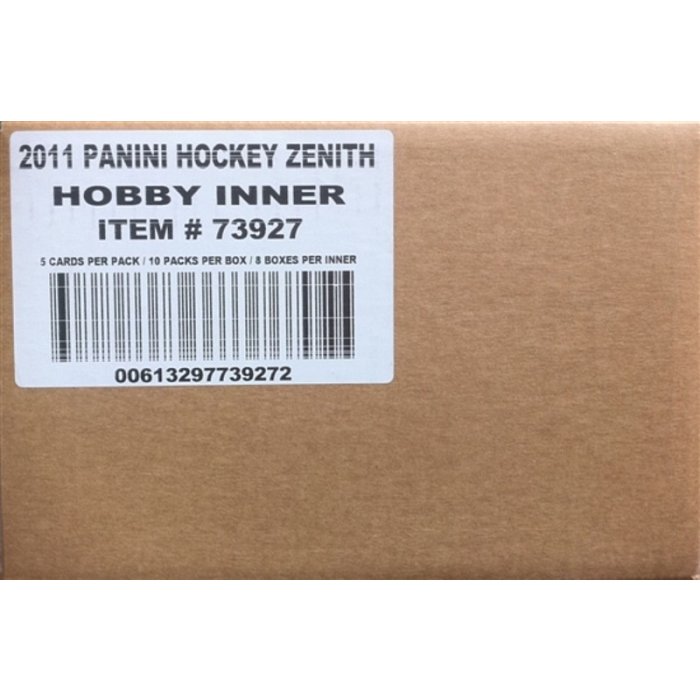 2011 PANINI HOCKEY ZENITH
HOBBY INNER
ITEM # 73927
5 CARDS PER PACK / 10 PACKS PER BOX / 8 BOXES PER INNER
00613297739272